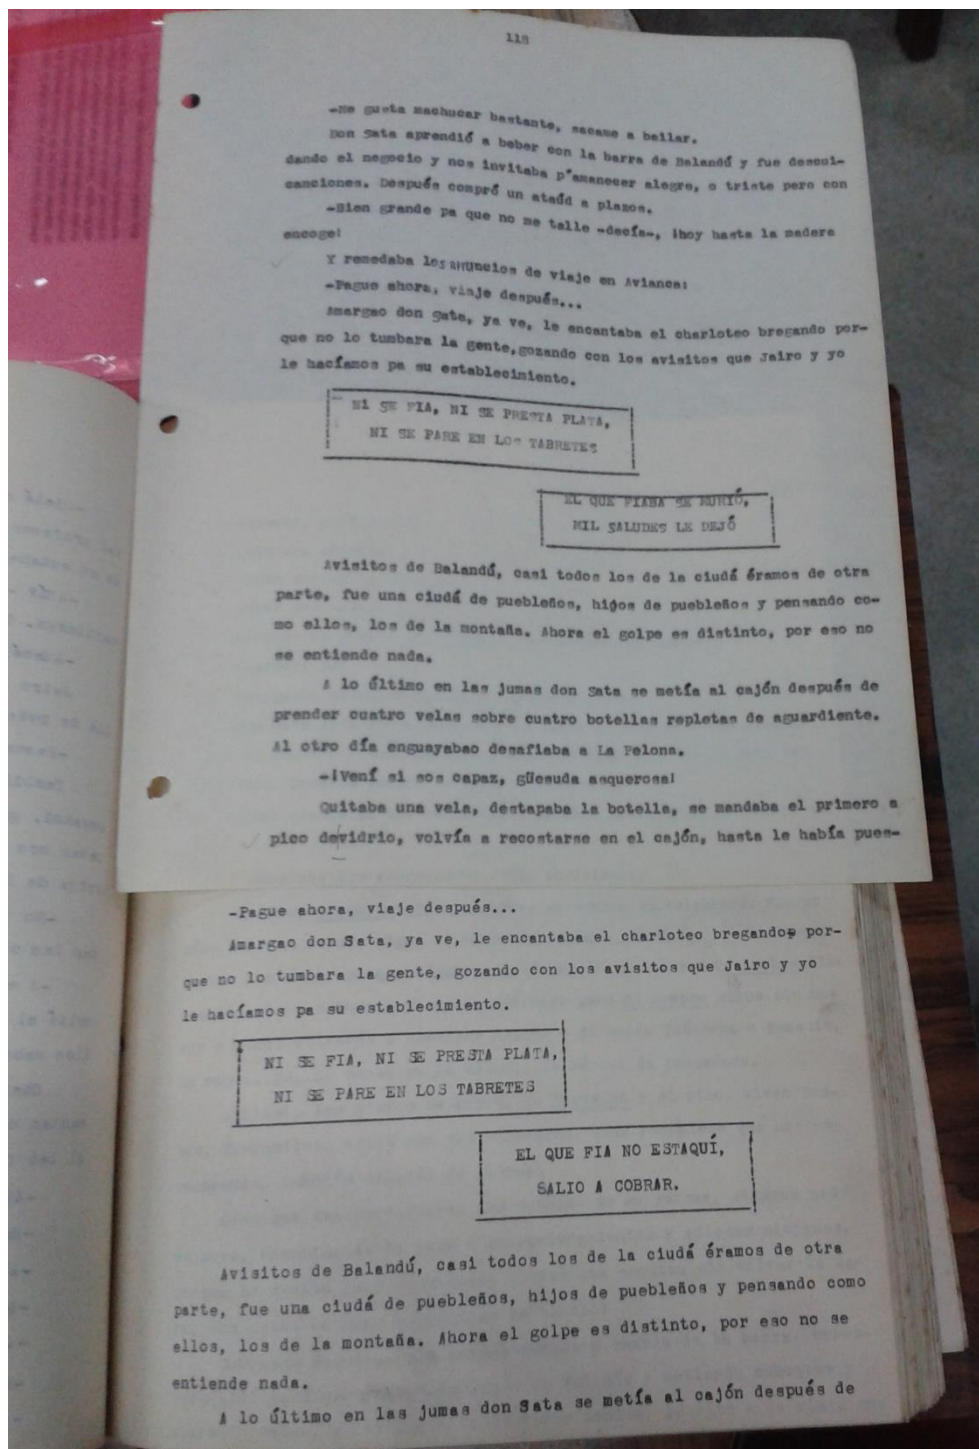 118
-Me gusta machucar bastante, sacame a bailar.
Don Sata aprendió a beber con la barra de Balandú y fue descui-
dando el negocio y nos invitaba p'amanecer alegre, o triste pero con
canciones. Después compró un ataúd a plazos.
-Bien grande pa que no me talle -decía-, ¡hoy hasta la madera
encoge!
Y remedaba los anuncios de viaje en Avianca:
-Pague ahora, viaje después...
Amargao don Sata, ya ve, le encantaba el charloteo bregando por-
que no lo tumbara la gente, gozando con los avisitos que Jairo y yo
le hacíamos pa su establecimiento.
NI SE FIA, NI SE PRESTA PLATA,
NI SE PARE EN LOS TABRETES
EL QUE FIABA SE MURIÓ,
MIL SALUDES LE DEJÓ
Avisitos de Balandú, casi todos los de la ciudá éramos de otra
parte, fue una ciudá de puebleños, hijos de puebleños y pensando co-
mo ellos, los de la montaña. Ahora el golpe es distinto, por eso no
se entiende nada.
A lo último en las jumas don Sata se metía al cajón después de
prender cuatro velas sobre cuatro botellas repletas de aguardiente.
Al otro día enguayabao desafiaba a La Pelona.
-¡Vení si sos capaz, güesuda asquerosa!
Quitaba una vela, destapaba la botella, se mandaba el primero a
pico de vidrio, volvía a recostarse en el cajón, hasta le había pues-
-Pague ahora, viaje después...
Amargao don Sata, ya ve, le encantaba el charloteo bregando por-
que no lo tumbara la gente, gozando con los avisitos que Jairo y yo
le hacíamos pa su establecimiento.
NI SE FIA, NI SE PRESTA PLATA,
NI SE PARE EN LOS TABRETES
EL QUE FIA NO ESTAQUÍ,
SALIO A COBRAR.
Avisitos de Balandú, casi todos los de la ciudá éramos de otra
parte, fue una ciudá de puebleños, hijos de puebleños y pensando como
ellos, los de la montaña. Ahora el golpe es distinto, por eso no se
entiende nada.
A lo último en las jumas don Sata se metía al cajón después de